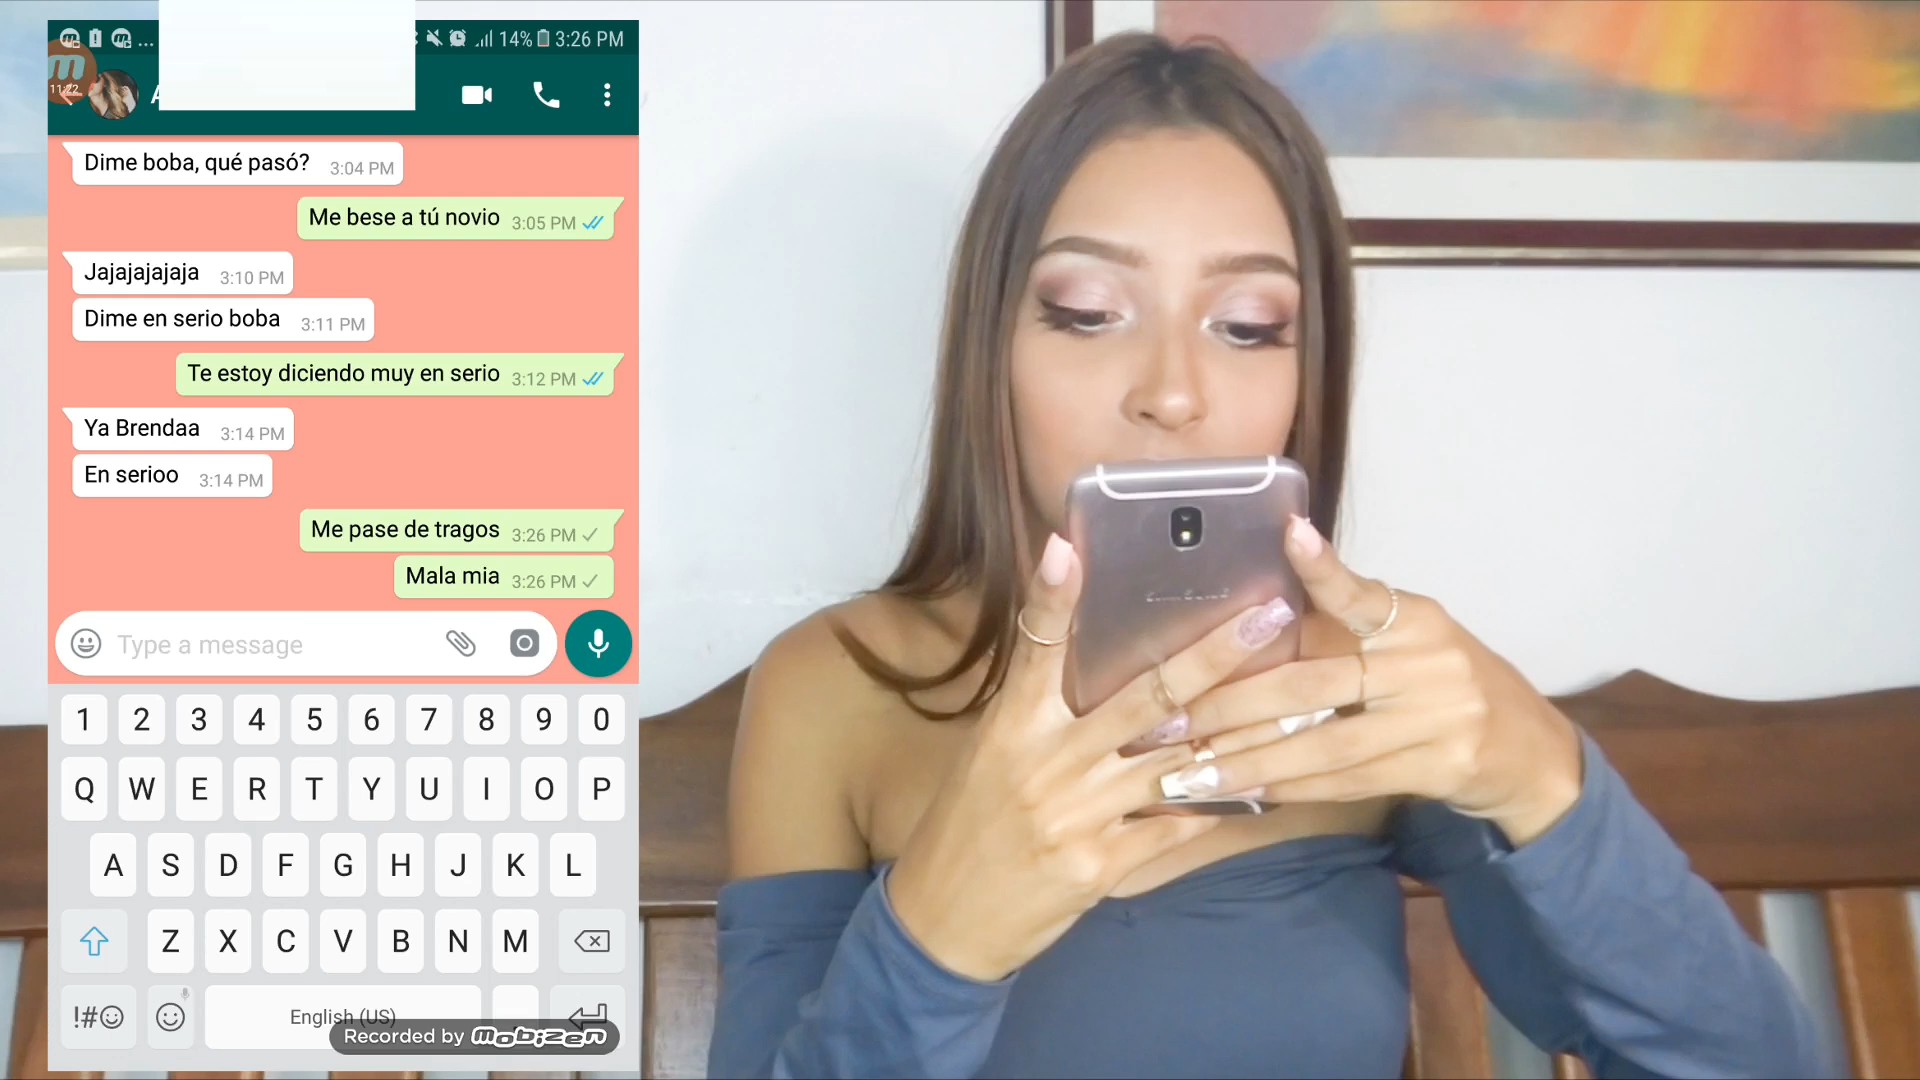 14% 3:26 PM
11:22
A
Dime boba, qué pasó? 3:04 PM
Me bese a tú novio 3:05 PM
Jajajajajaja 3:10 PM
Dime en serio boba 3:11 PM
Te estoy diciendo muy en serio 3:12 PM
Ya Brendaa 3:14 PM
En serioo 3:14 PM
Me pase de tragos 3:26 PM
Mala mia 3:26 PM
Type a message
1 2 3 4 5 6 7 8 9 0
Q W E R T Y U I O P
A S D F G H J K L
Z X C V B N M
!#
English (US)
Recorded by mobizen